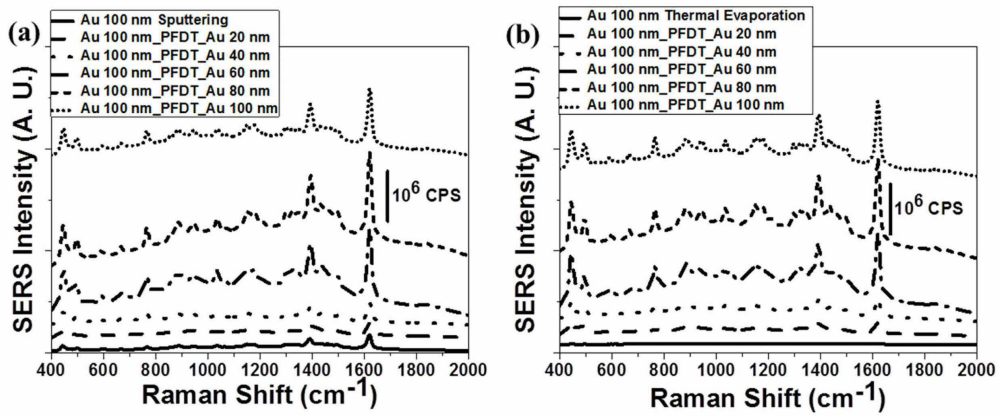 (a)
Au 100 nm Sputtering
Au 100 nm_PFDT_Au 20 nm
Au 100 nm_PFDT_Au 40 nm
Au 100 nm_PFDT_Au 60 nm
Au 100 nm_PFDT_Au 80 nm
Au 100 nm_PFDT_Au 100 nm
SERS Intensity (A. U.)
10^6 CPS
400 600 800 1000 1200 1400 1600 1800 2000
Raman Shift (cm^-1)
(b)
Au 100 nm Thermal Evaporation
Au 100 nm_PFDT_Au 20 nm
Au 100 nm_PFDT_Au 40 nm
Au 100 nm_PFDT_Au 60 nm
Au 100 nm_PFDT_Au 80 nm
Au 100 nm_PFDT_Au 100 nm
SERS Intensity (A. U.)
10^6 CPS
400 600 800 1000 1200 1400 1600 1800 2000
Raman Shift (cm^-1)